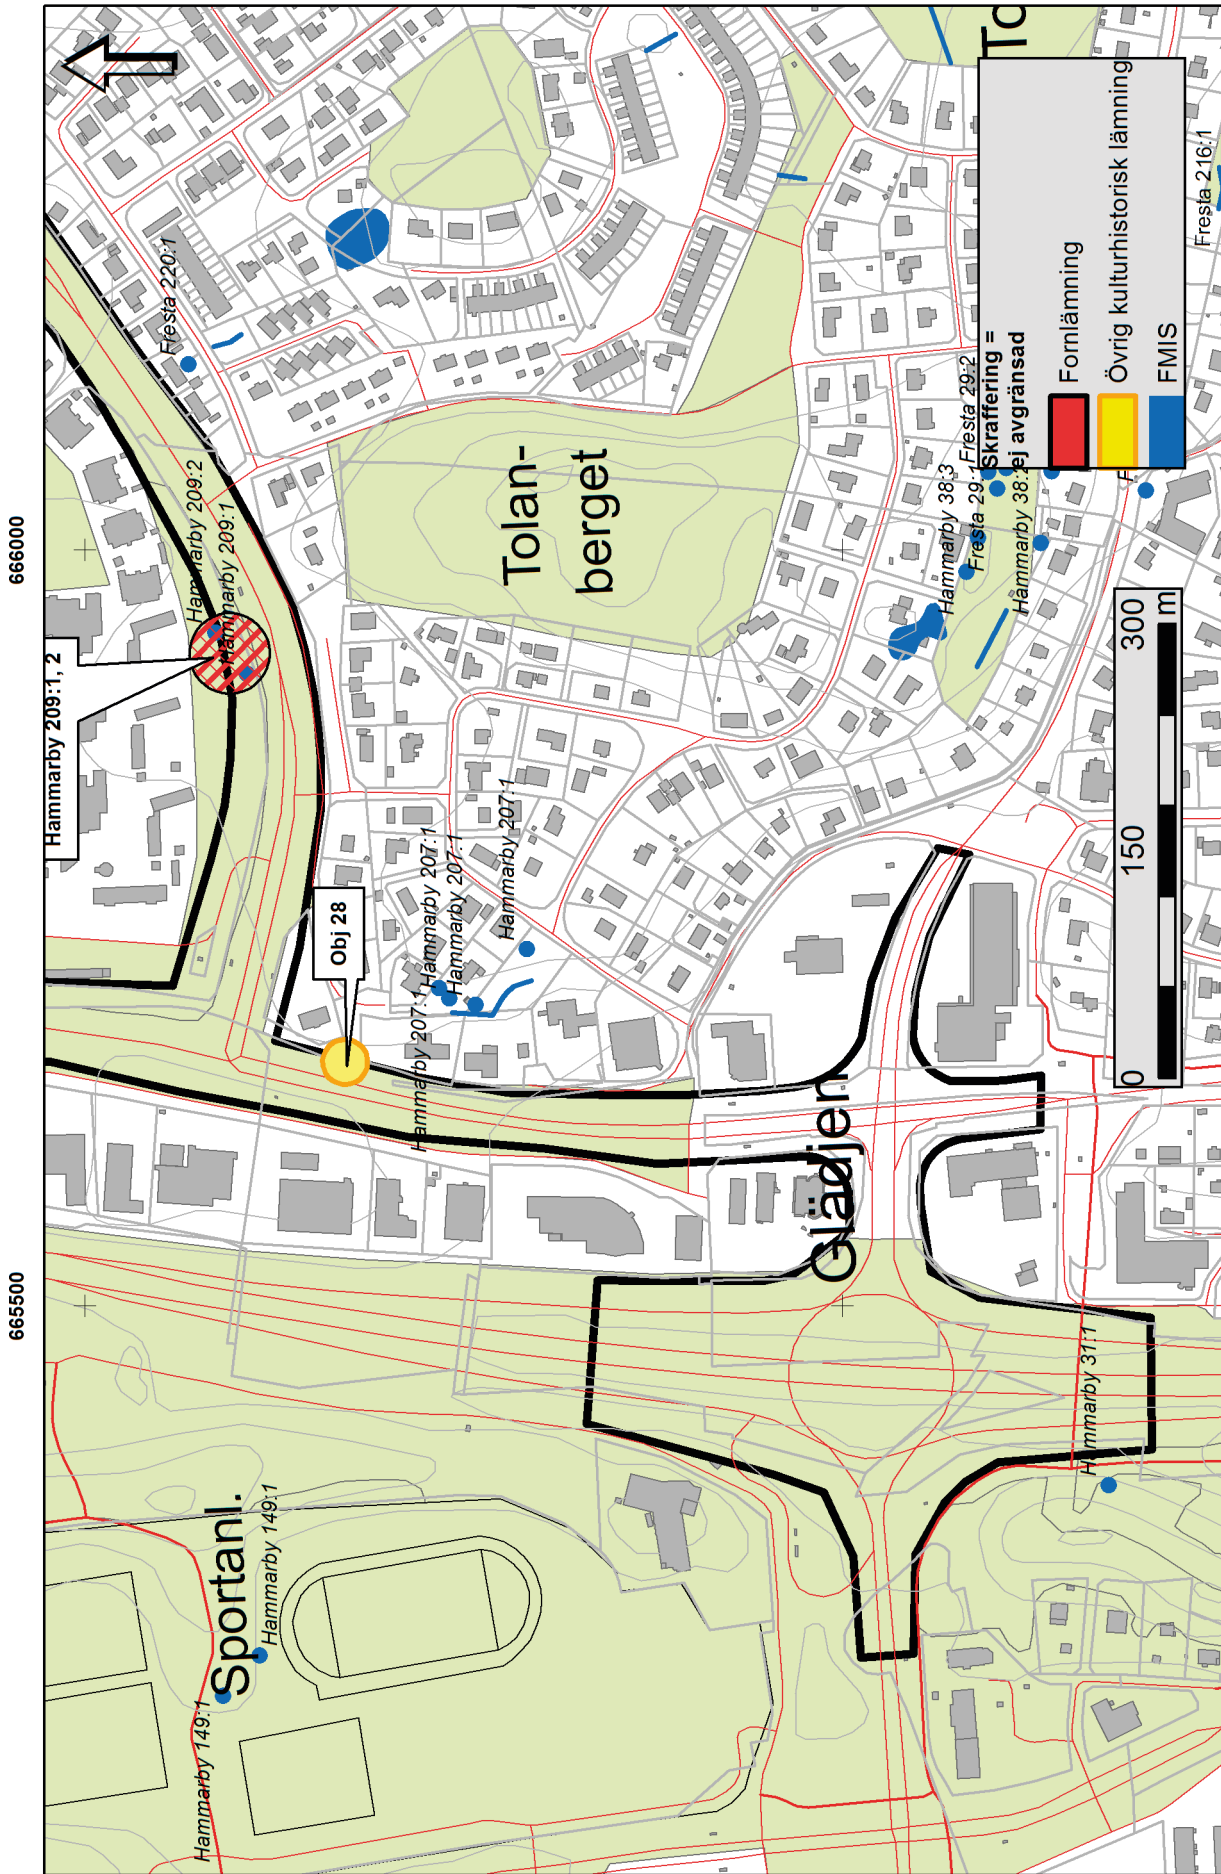 666000
665500
Hammarby 209:1, 2
Obj 28
Fresta 220:1
Hammarby 209:2
Hammarby 209:1
Tolan-
berget
To
Hammarby 207:1
Hammarby 207:1
Hammarby 207:1
Hammarby 207:1
Hammarby 38:3
Fresta 29:2
Fresta 29:1
Hammarby 38:2
F
Fresta 216:1
Glädjen
Hammarby 31:1
Sportanl.
Hammarby 149:1
Hammarby 149:1
Skraffering =
ej avgränsad
Fornlämning
Övrig kulturhistorisk lämning
FMIS
0 150 300
m